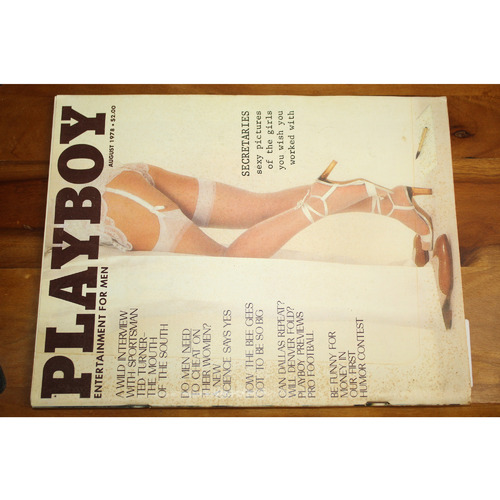 PLAYBOY
ENTERTAINMENT FOR MEN
AUGUST 1978 • $2.00
SECRETARIES
sexy pictures
of the girls
you wish you
worked with
A WILD INTERVIEW
WITH SPORTSMAN
TED TURNER—
THE MOUTH
OF THE SOUTH
DO MEN NEED
TO CHEAT ON
THEIR WOMEN?
A NEW
SCIENCE SAYS YES
HOW THE BEE GEES
GOT TO BE SO BIG
CAN DALLAS REPEAT?
WILL DENVER FOLD?
PLAYBOY PREVIEWS
PRO FOOTBALL
BE FUNNY FOR
MONEY IN
OUR FIRST
HUMOR CONTEST